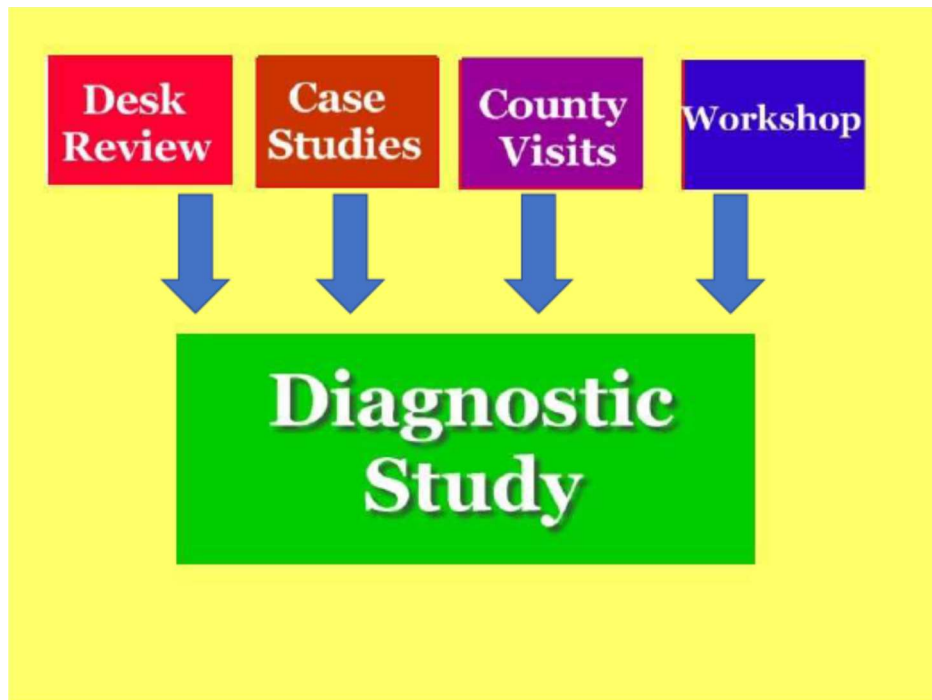 Desk
Review
Case
Studies
County
Visits
Workshop
Diagnostic
Study